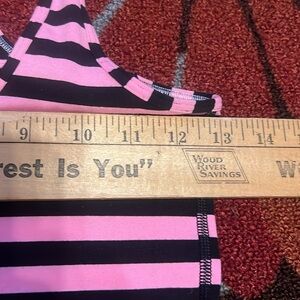 9 10 11 12 13 14
rest Is You”
WOOD
RIVER
SAVINGS
W